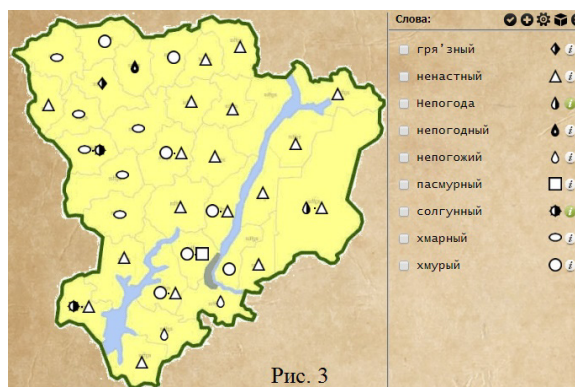 Слова:
гря'зный
ненастный
Непогода
непогодный
непогожий
пасмурный
солгунный
хмарный
хмурый
Рис. 3